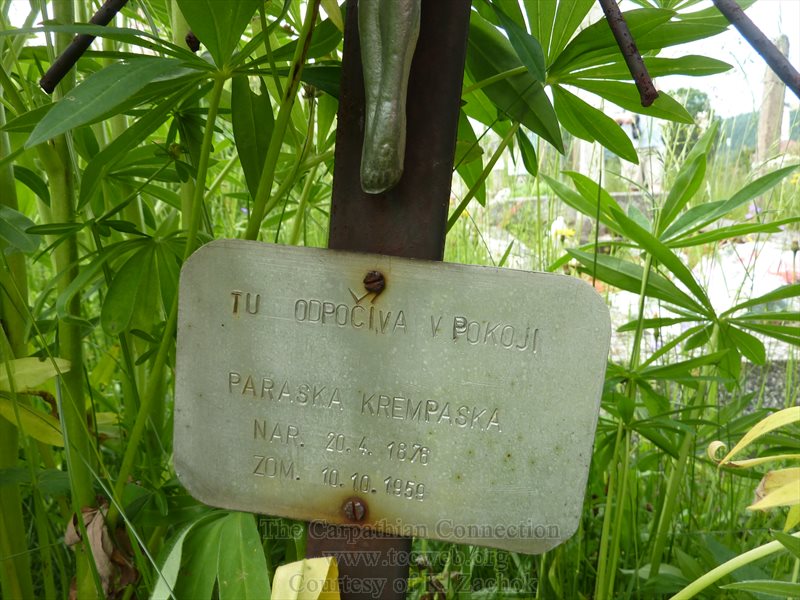 TU ODPOČÍVA V POKOJI
PARASKA KREMPASKA
NAR. 20. 4. 1876
ZOM. 10. 10. 1959
The Carpathian Connection
www.tccweb.org
Courtesy of K. Zachok